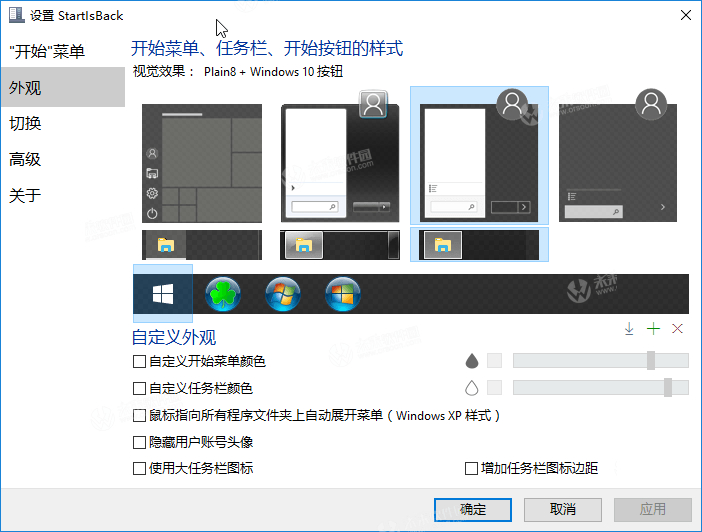 设置 StartIsBack
"开始"菜单
外观
切换
高级
关于
开始菜单、任务栏、开始按钮的样式
视觉效果： Plain8 + Windows 10 按钮
自定义外观
自定义开始菜单颜色
自定义任务栏颜色
鼠标指向所有程序文件夹上自动展开菜单（Windows XP 样式）
隐藏用户账号头像
使用大任务栏图标
增加任务栏图标边距
确定
取消
应用